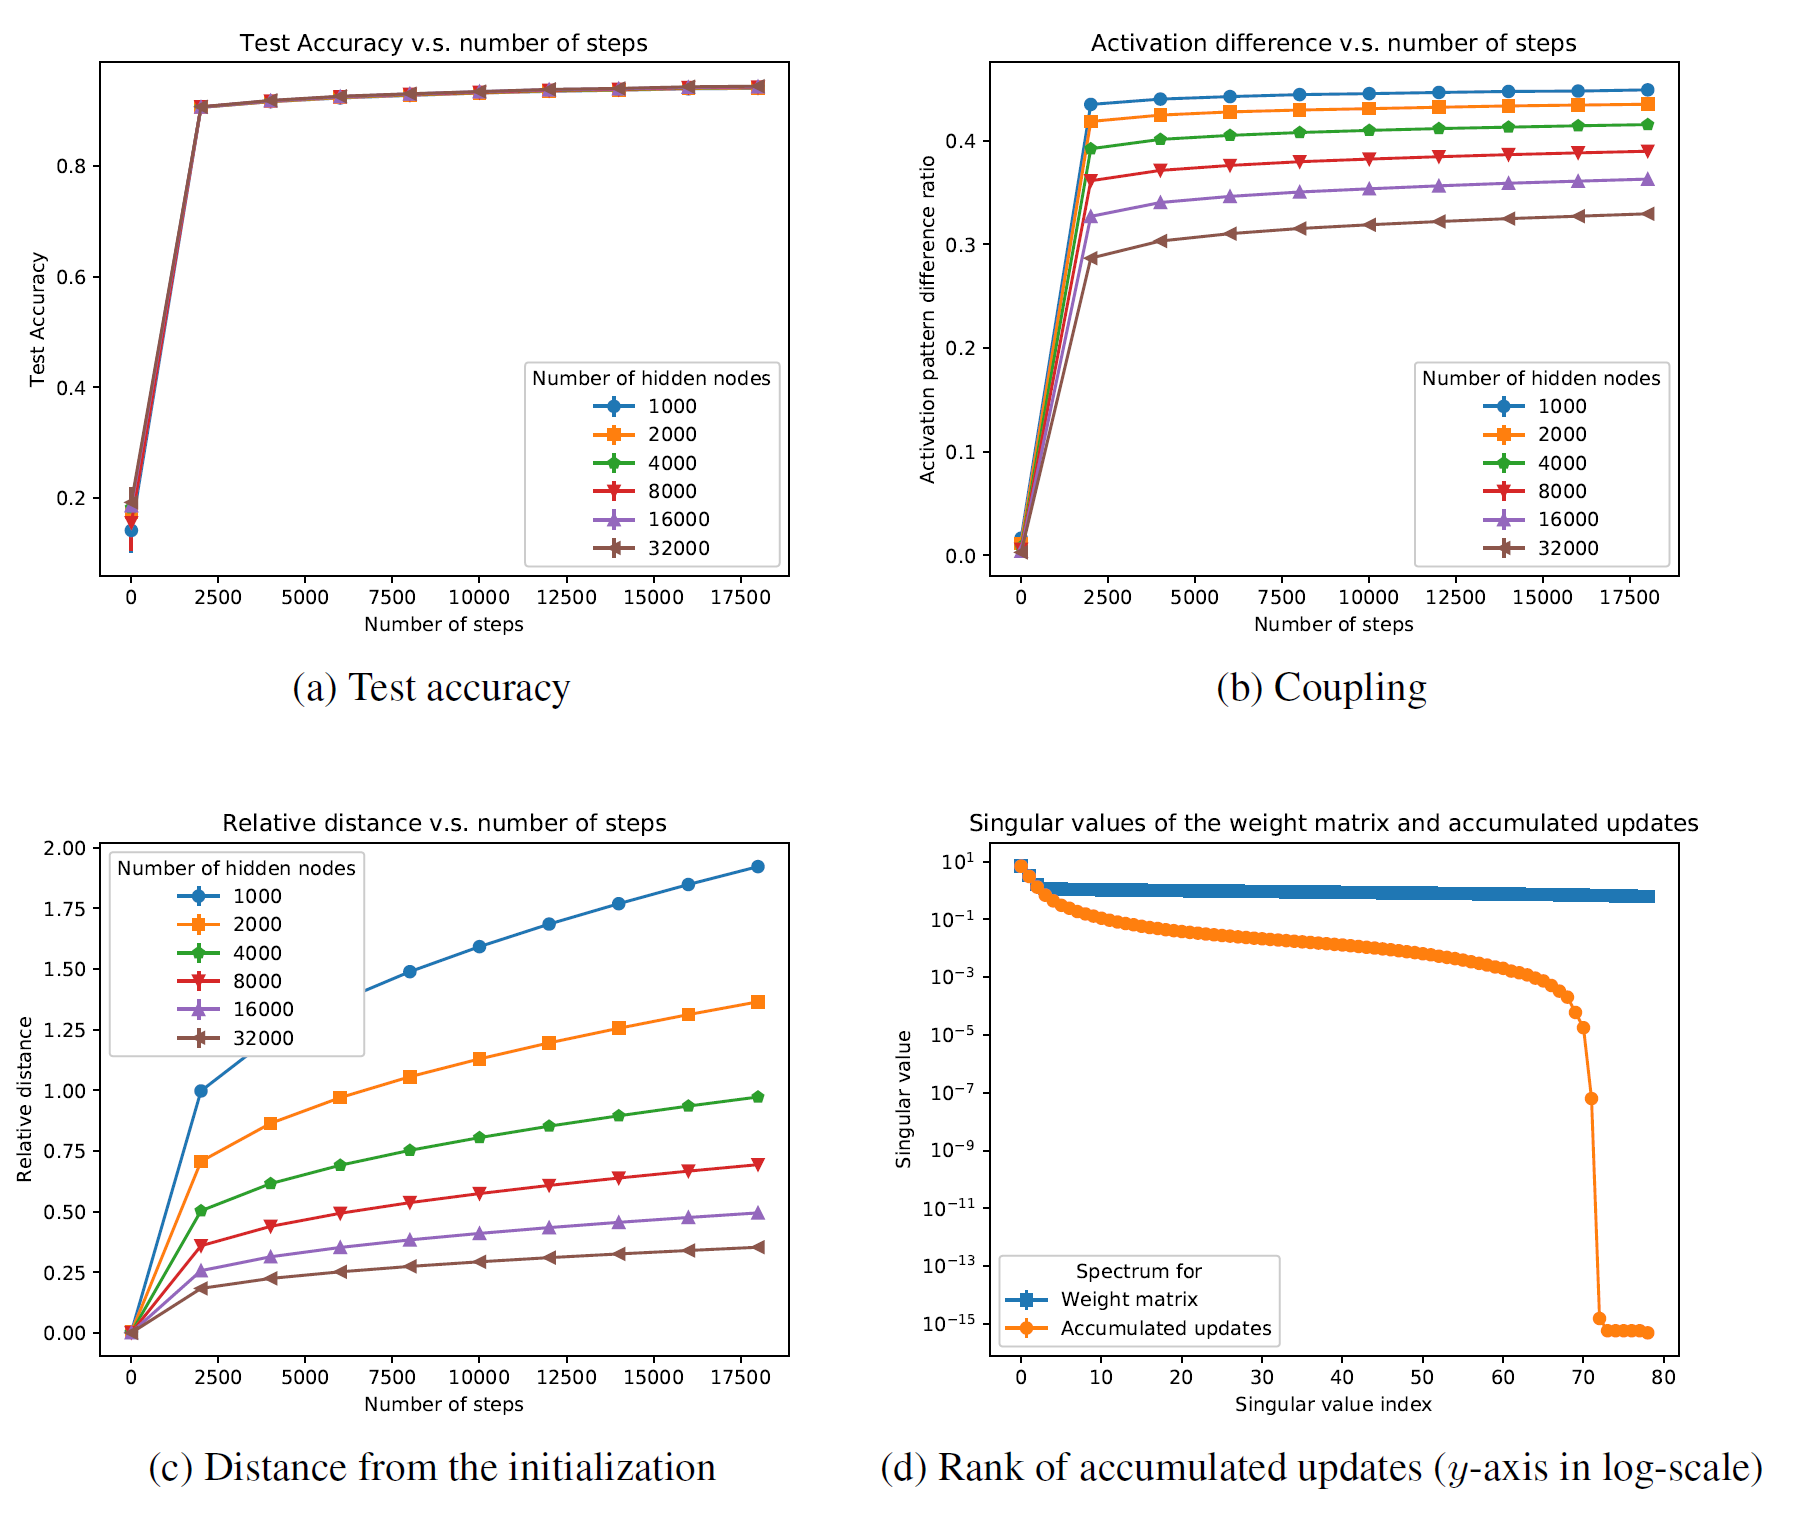 Test Accuracy v.s. number of steps
Test Accuracy
0.8
0.6
0.4
0.2
Number of hidden nodes
1000
2000
4000
8000
16000
32000
0 2500 5000 7500 10000 12500 15000 17500
Number of steps
(a) Test accuracy
Activation difference v.s. number of steps
Activation pattern difference ratio
0.4
0.3
0.2
0.1
0.0
Number of hidden nodes
1000
2000
4000
8000
16000
32000
0 2500 5000 7500 10000 12500 15000 17500
Number of steps
(b) Coupling
Relative distance v.s. number of steps
Relative distance
2.00
1.75
1.50
1.25
1.00
0.75
0.50
0.25
0.00
Number of hidden nodes
1000
2000
4000
8000
16000
32000
0 2500 5000 7500 10000 12500 15000 17500
Number of steps
(c) Distance from the initialization
Singular values of the weight matrix and accumulated updates
Singular value
10¹
10⁻¹
10⁻³
10⁻⁵
10⁻⁷
10⁻⁹
10⁻¹¹
10⁻¹³
10⁻¹⁵
Spectrum for
Weight matrix
Accumulated updates
0 10 20 30 40 50 60 70 80
Singular value index
(d) Rank of accumulated updates (y-axis in log-scale)